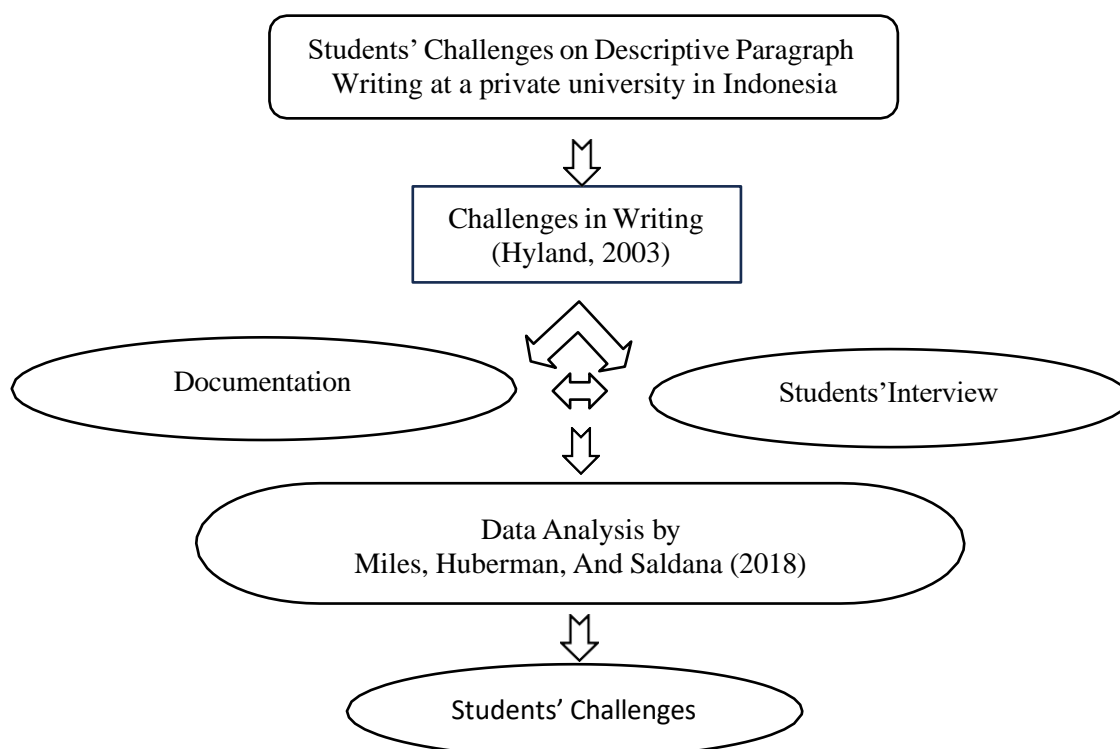 Students’ Challenges on Descriptive Paragraph
Writing at a private university in Indonesia
Challenges in Writing
(Hyland, 2003)
Documentation
Students’Interview
Data Analysis by
Miles, Huberman, And Saldana (2018)
Students’ Challenges